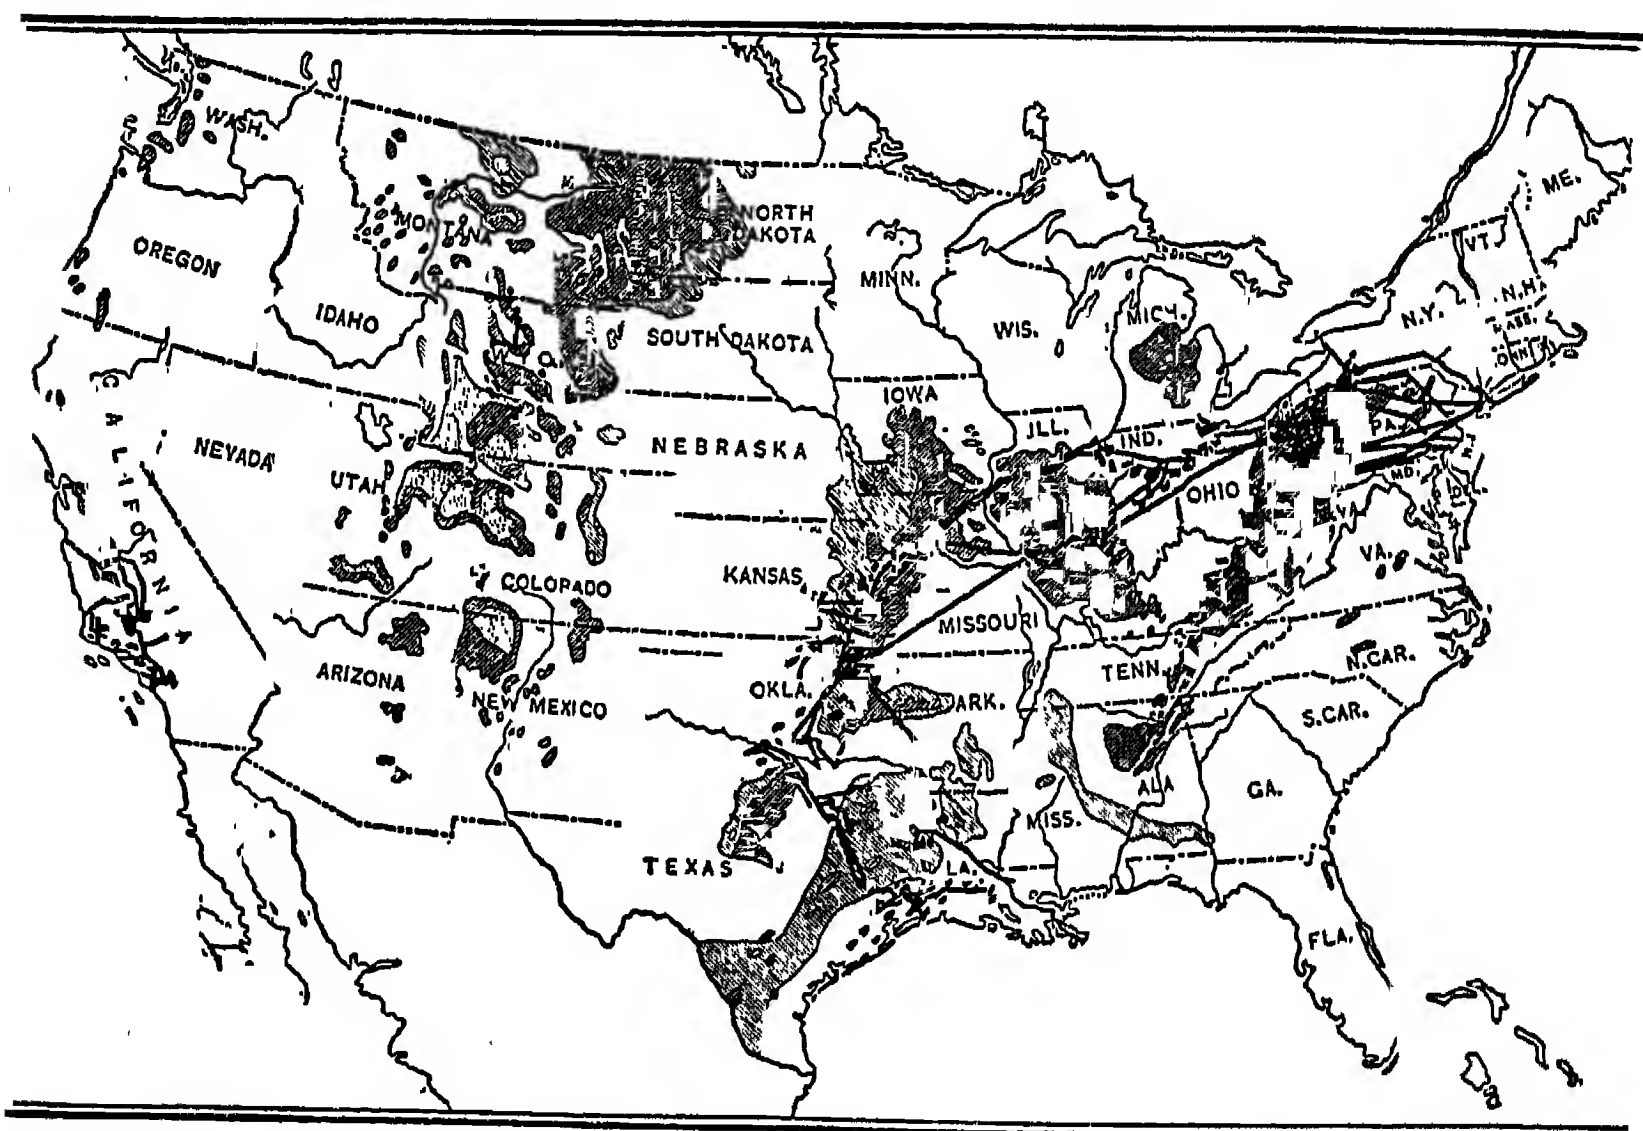 WASH.
ME.
MONTANA
NORTH
DAKOTA
VT.
OREGON
MINN.
N.H.
IDAHO
WIS.
MICH.
N.Y.
MASS.
SOUTH DAKOTA
CONN
IOWA
CALIFORNIA
NEVADA
NEBRASKA
ILL.
IND.
PA.
UTAH
OHIO
MD.
VA.
KANSAS
COLORADO
MISSOURI
ARIZONA
TENN.
N.CAR.
OKLA.
NEW MEXICO
ARK.
S.CAR.
ALA
GA.
MISS.
TEXAS
LA.
FLA.